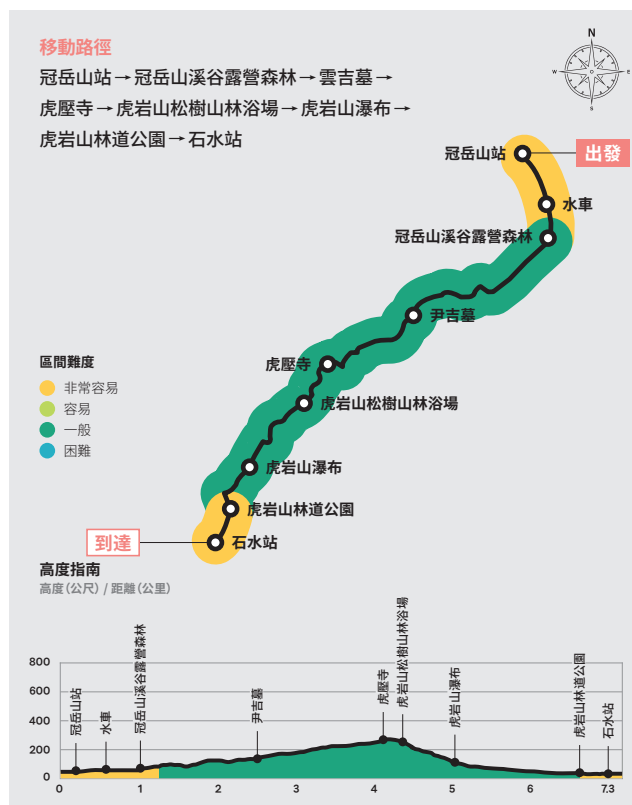 移動路徑
冠岳山站→冠岳山溪谷露營森林→雲吉墓→
虎壓寺→虎岩山松樹山林浴場→虎岩山瀑布→
虎岩山林道公園→石水站
N
W
E
S
冠岳山站
出發
水車
冠岳山溪谷露營森林
尹吉墓
虎壓寺
虎岩山松樹山林浴場
區間難度
非常容易
容易
一般
困難
虎岩山瀑布
虎岩山林道公園
到達
石水站
高度指南
高度(公尺) / 距離(公里)
800
600
400
200
0
冠岳山站
水車
冠岳山溪谷露營森林
尹吉墓
虎壓寺
虎岩山松樹山林浴場
虎岩山瀑布
虎岩山林道公園
石水站
0 1 2 3 4 5 6 7.3